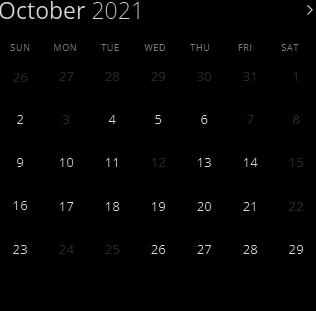 October 2021
SUN MON TUE WED THU FRI SAT
26 27 28 29 30 31 1
2 3 4 5 6 7 8
9 10 11 12 13 14 15
16 17 18 19 20 21 22
23 24 25 26 27 28 29